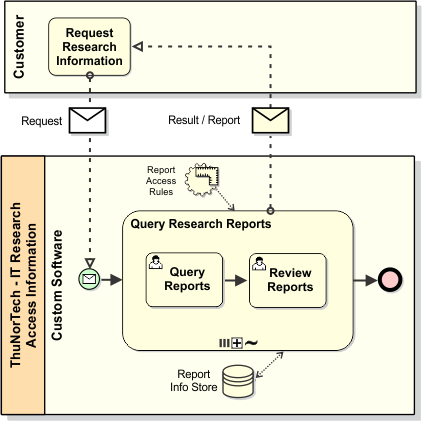 Customer
Request
Research
Information
Request
Result / Report
ThuNorTech - IT Research
Access Information
Custom Software
Report
Access
Rules
Query Research Reports
Query
Reports
Review
Reports
Report
Info Store